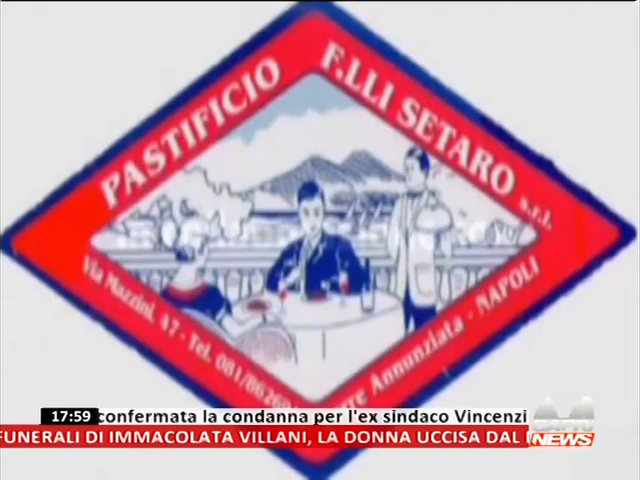 PASTIFICIO
F.LLI SETARO s.r.l.
Via Mazzini, 47 - Tel. 081/8626 Annunziata - NAPOLI
17:59 confermata la condanna per l'ex sindaco Vincenzi
FUNERALI DI IMMACOLATA VILLANI, LA DONNA UCCISA DAL
NEWS